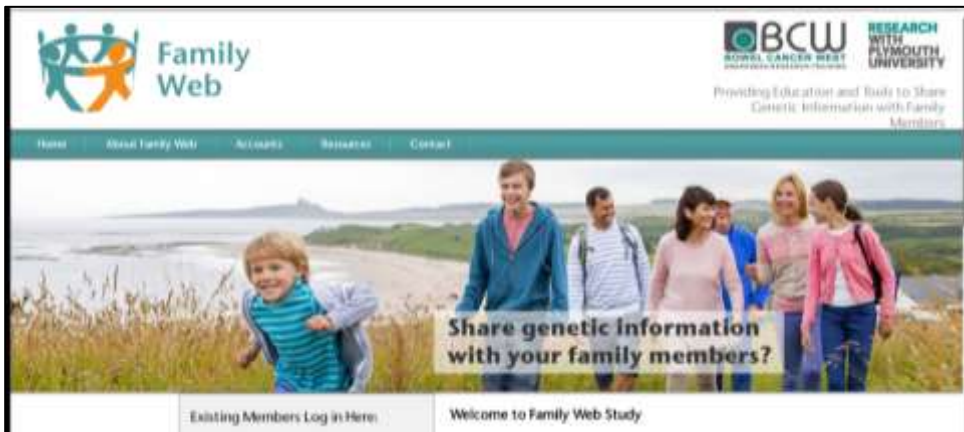 Family
Web
BCW
BOWEL CANCER WEST
RESEARCH
WITH
PLYMOUTH
UNIVERSITY
Providing Education and Tools to Share
Genetic Information with Family
Members
Home About Family Web Accounts Resources Contact
Share genetic information
with your family members?
Existing Members Log in Here:
Welcome to Family Web Study